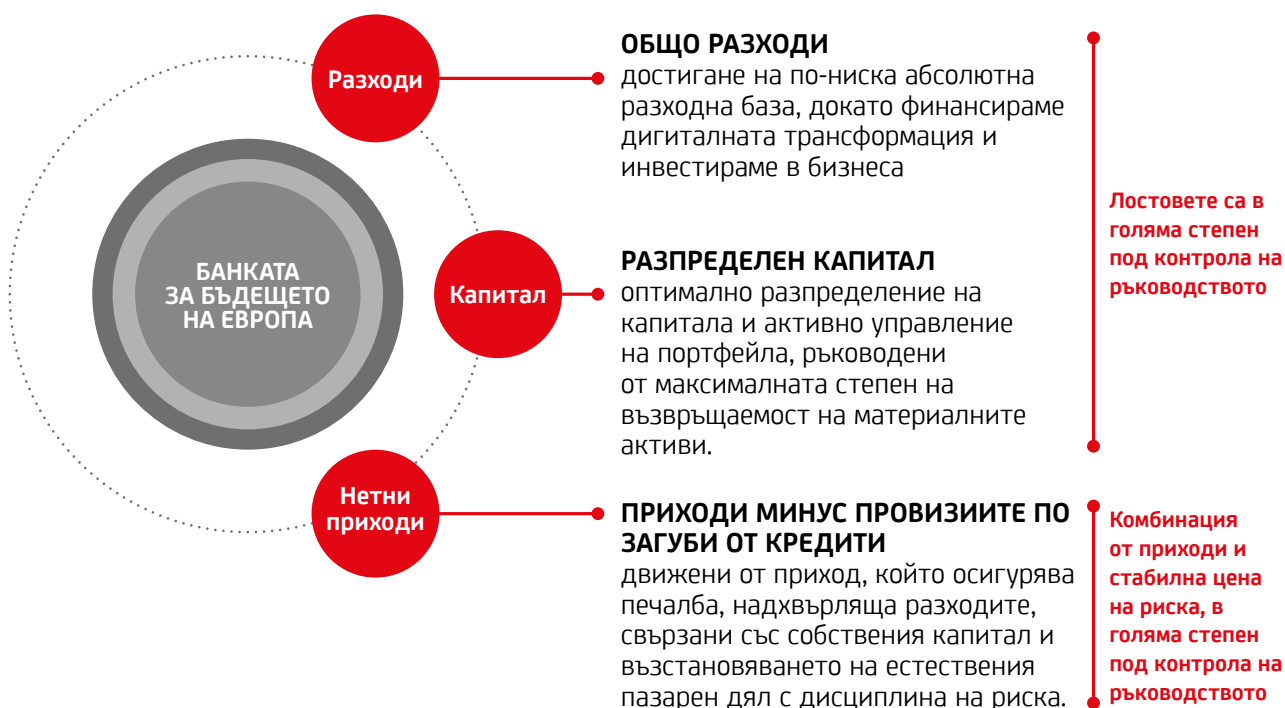 Разходи
ОБЩО РАЗХОДИ
достигане на по-ниска абсолютна
разходна база, докато финансираме
дигиталната трансформация и
инвестираме в бизнеса
БАНКАТА
ЗА БЪДЕЩЕТО
НА ЕВРОПА
Капитал
РАЗПРЕДЕЛЕН КАПИТАЛ
оптимално разпределение на
капитала и активно управление
на портфейла, ръководени
от максималната степен на
възвръщаемост на материалните
активи.
Лостовете са в
голяма степен
под контрола на
ръководството
Нетни
приходи
ПРИХОДИ МИНУС ПРОВИЗИИТЕ ПО
ЗАГУБИ ОТ КРЕДИТИ
движени от приход, който осигурява
печалба, надхвърляща разходите,
свързани със собствения капитал и
възстановяването на естествения
пазарен дял с дисциплина на риска.
Комбинация
от приходи и
стабилна цена
на риска, в
голяма степен
под контрола на
ръководството